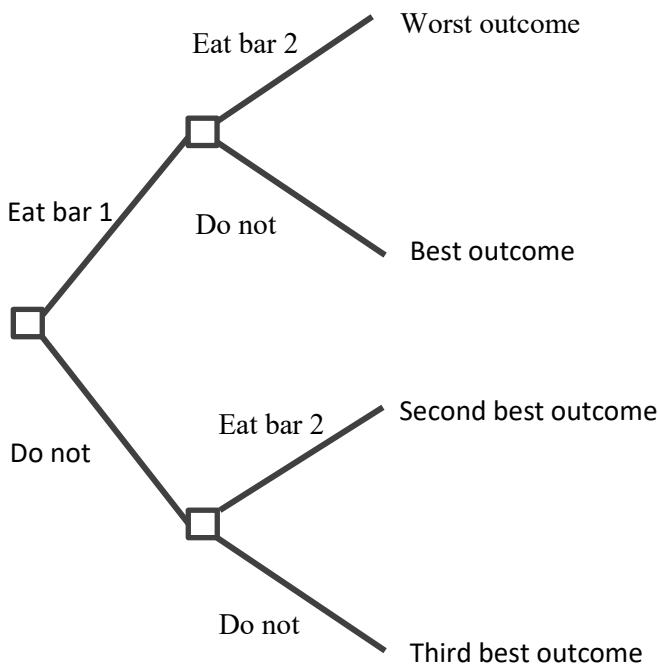 Eat bar 2
Worst outcome
Eat bar 1
Do not
Best outcome
Eat bar 2
Second best outcome
Do not
Do not
Third best outcome